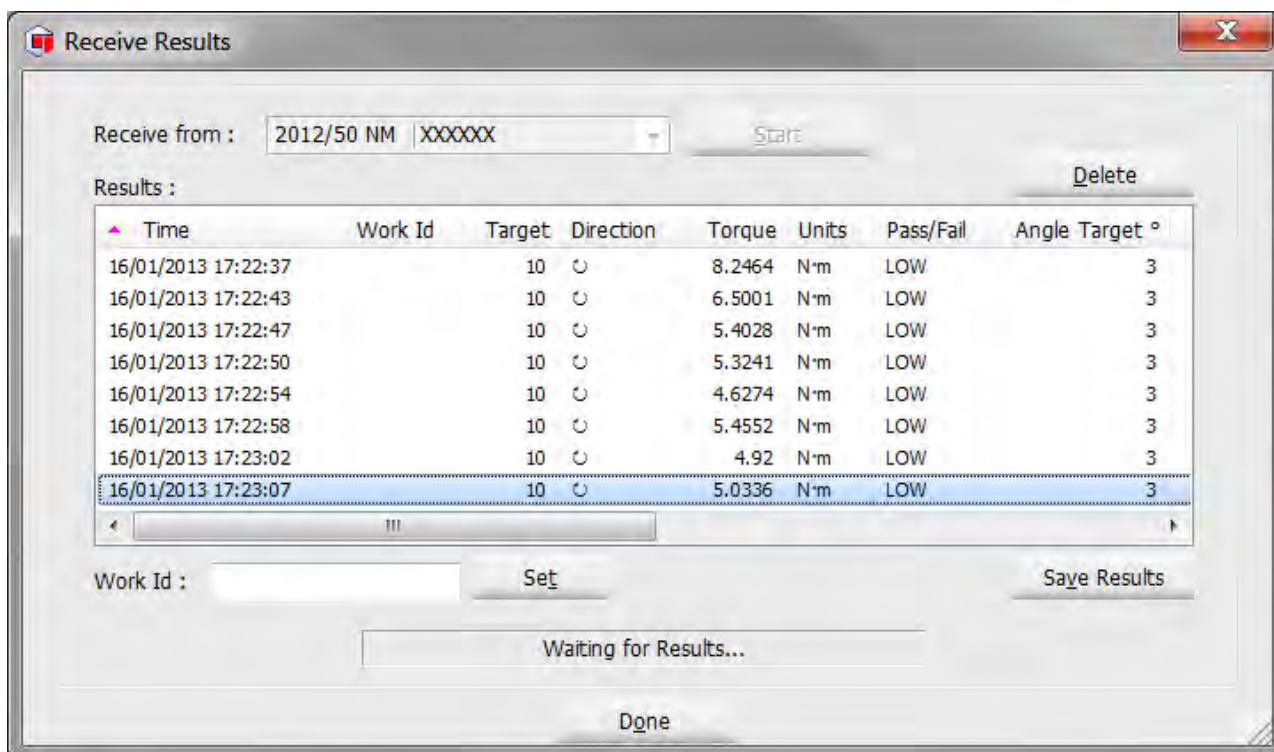 Receive Results
Receive from : 2012/50 NM XXXXXX Start
Delete
Results :
Time Work Id Target Direction Torque Units Pass/Fail Angle Target °
16/01/2013 17:22:37 10 ↻ 8.2464 N·m LOW 3
16/01/2013 17:22:43 10 ↻ 6.5001 N·m LOW 3
16/01/2013 17:22:47 10 ↻ 5.4028 N·m LOW 3
16/01/2013 17:22:50 10 ↻ 5.3241 N·m LOW 3
16/01/2013 17:22:54 10 ↻ 4.6274 N·m LOW 3
16/01/2013 17:22:58 10 ↻ 5.4552 N·m LOW 3
16/01/2013 17:23:02 10 ↻ 4.92 N·m LOW 3
16/01/2013 17:23:07 10 ↻ 5.0336 N·m LOW 3
Work Id : Set Save Results
Waiting for Results...
Done